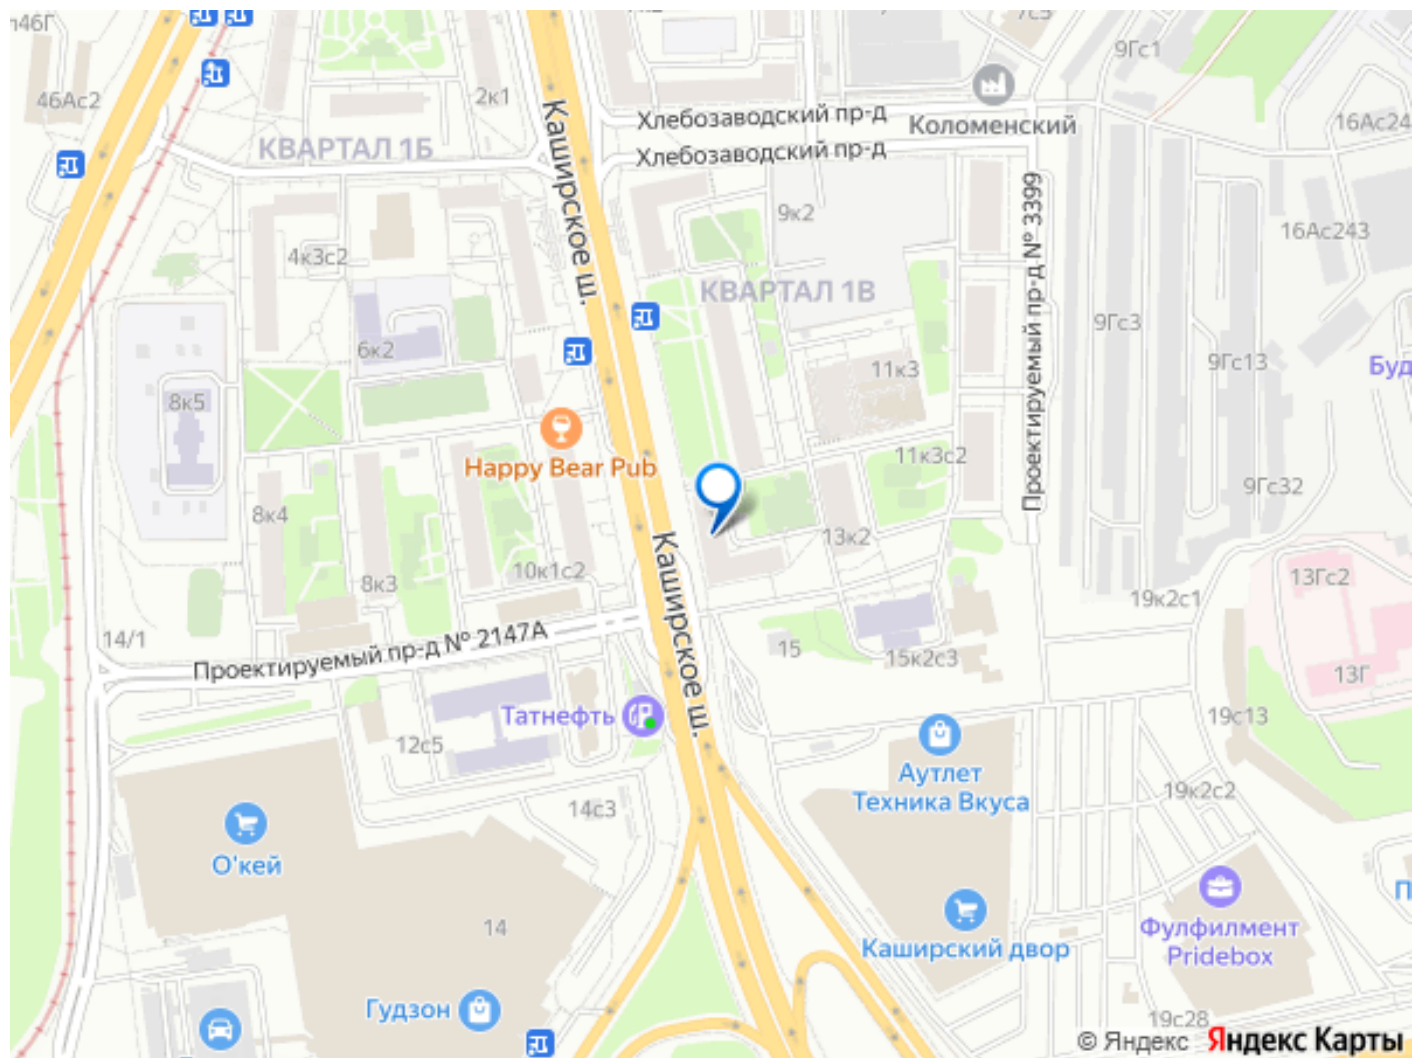 46Ас2
2к1
7с5
9Гс1
Хлебозаводский пр-д
Коломенский
16Ас24
КВАРТАЛ 1Б
Хлебозаводский пр-д
Каширское ш.
Проектируемый пр-д № 3399
9к2
16Ас243
4к3с2
КВАРТАЛ 1В
9Гс3
6к2
11к3
9Гс13
Буд
8к5
Happy Bear Pub
11к3с2
9Гс32
8к4
13к2
Каширское ш.
10к1с2
8к3
13Гс2
19к2с1
14/1
Проектируемый пр-д № 2147А
15
15к2с3
13Г
Татнефть
19с13
12с5
Аутлет
Техника Вкуса
19к2с2
14с3
О'кей
14
Каширский двор
Фулфилмент
Pridebox
П
Гудзон
19с28
© Яндекс
Яндекс Карты